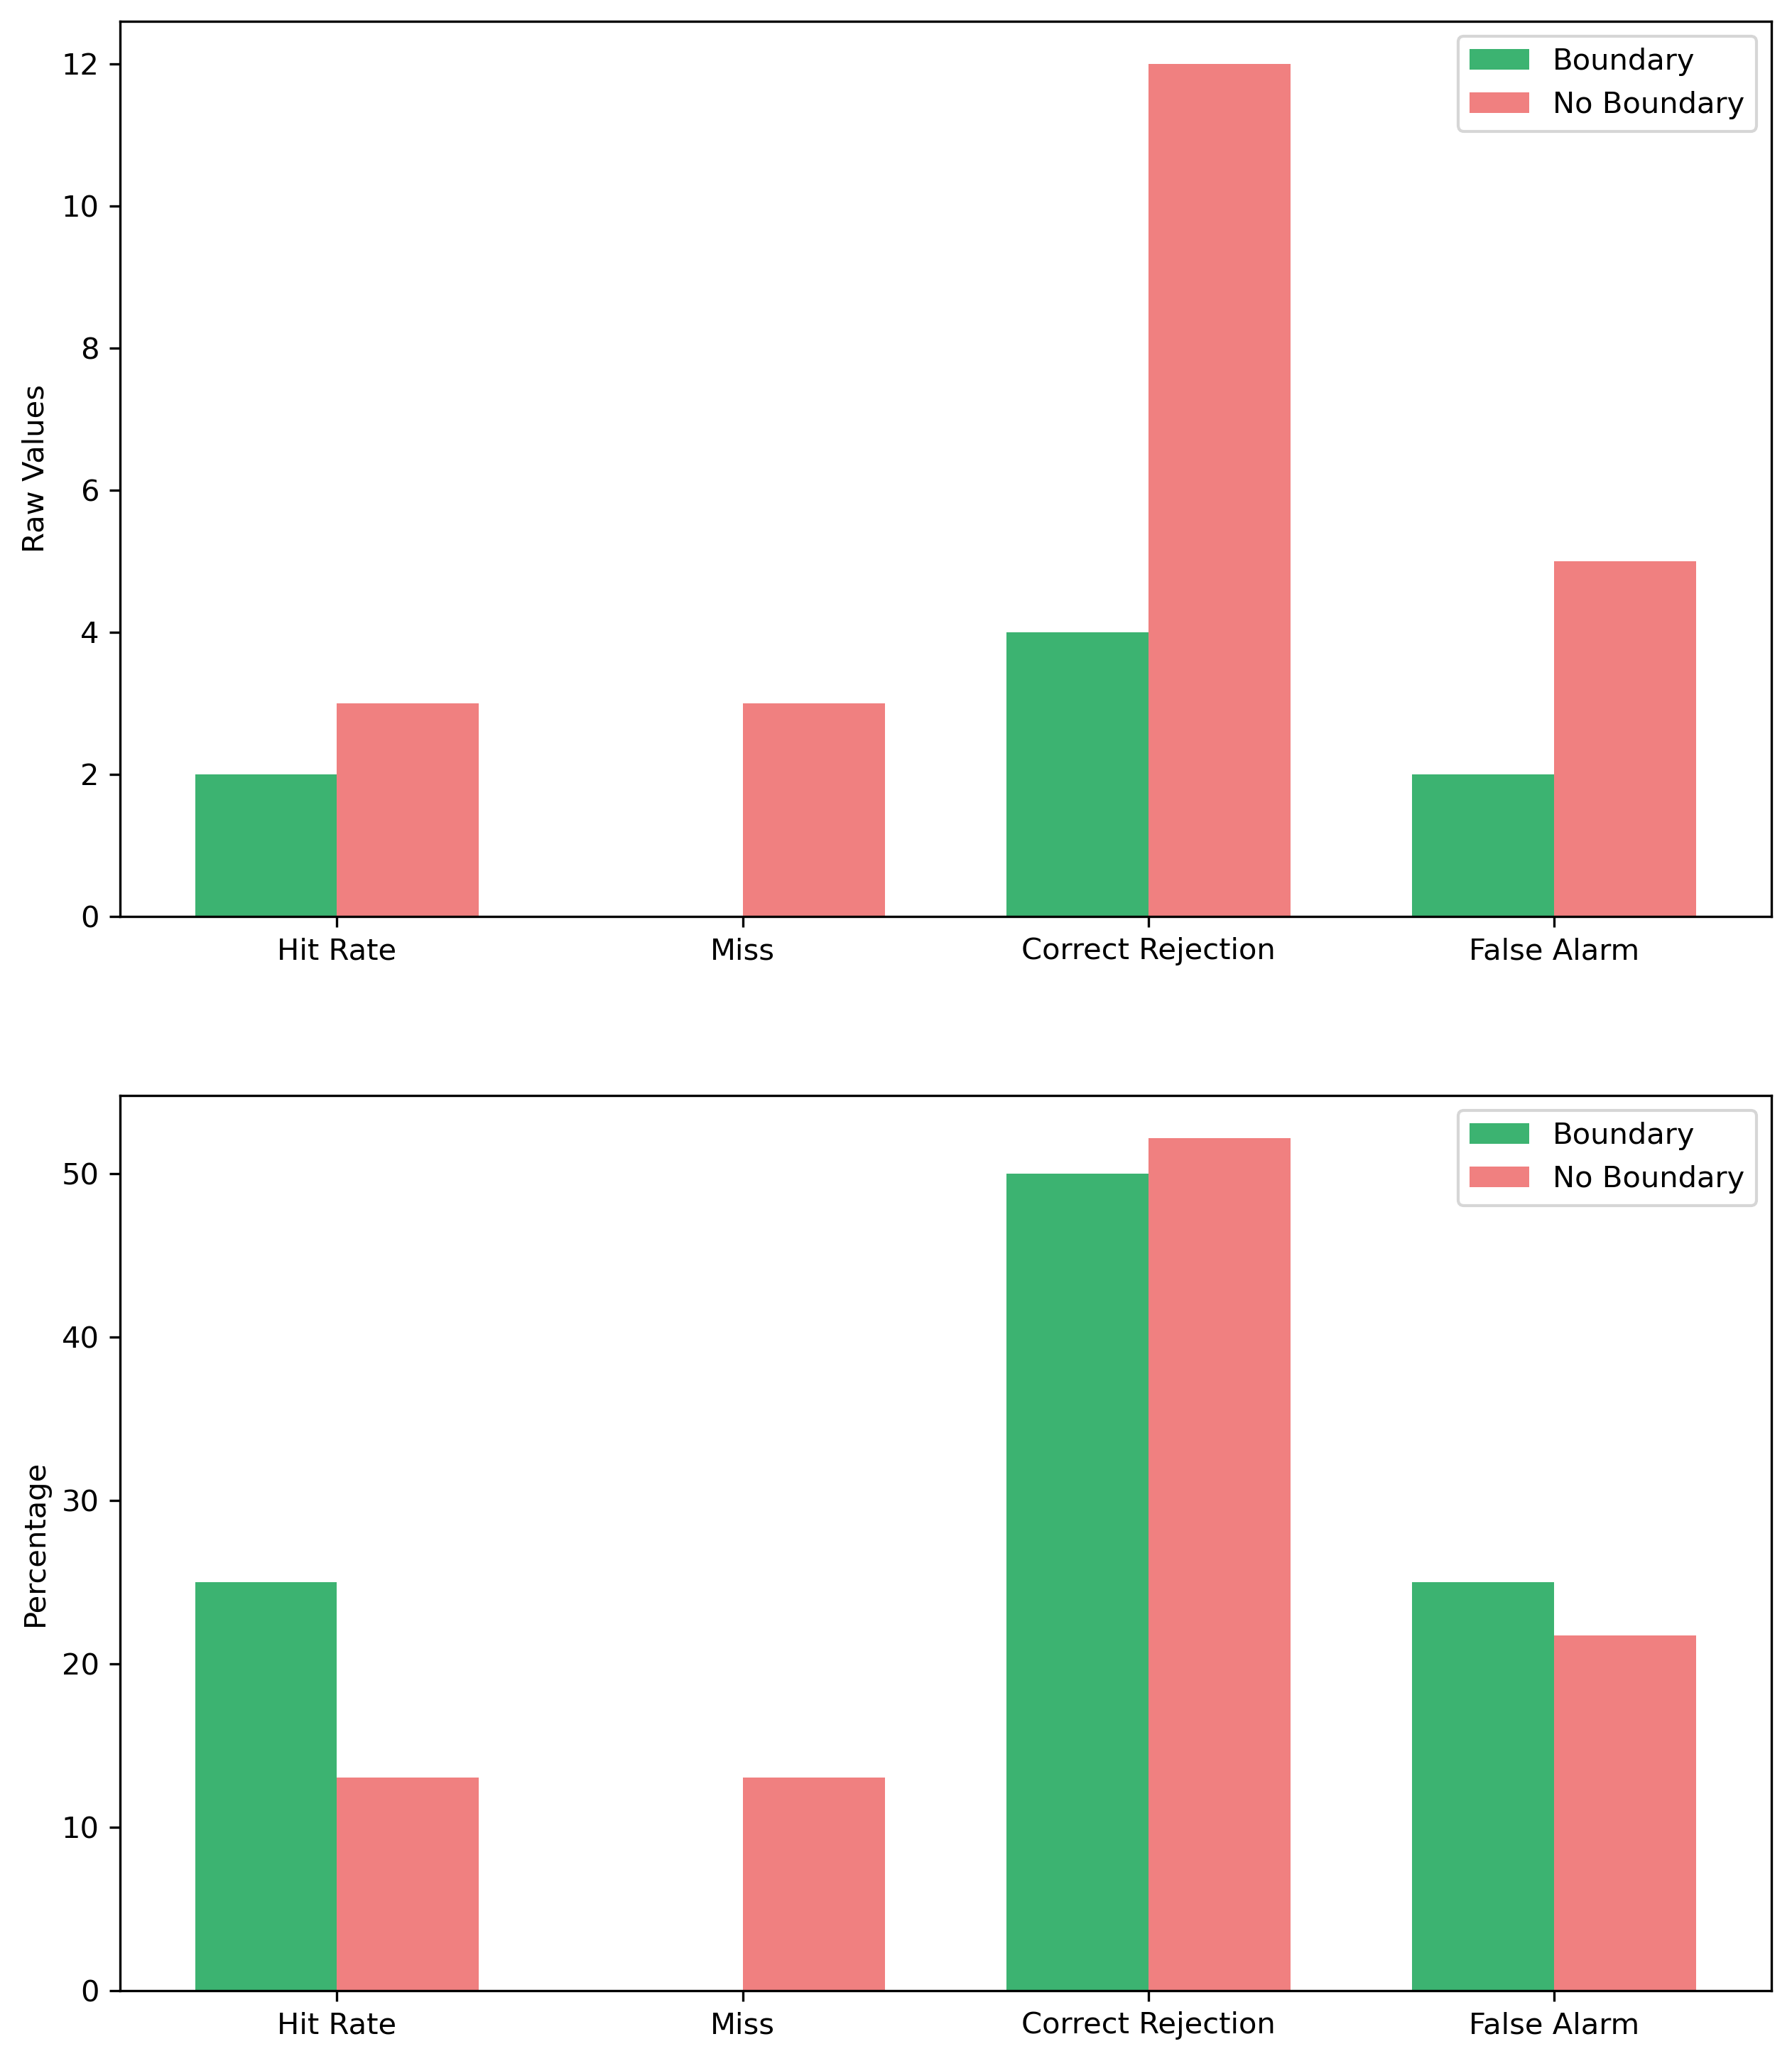 Boundary
No Boundary
12
10
8
6
4
2
0
Raw Values
Hit Rate
Miss
Correct Rejection
False Alarm
Boundary
No Boundary
50
40
30
20
10
0
Percentage
Hit Rate
Miss
Correct Rejection
False Alarm